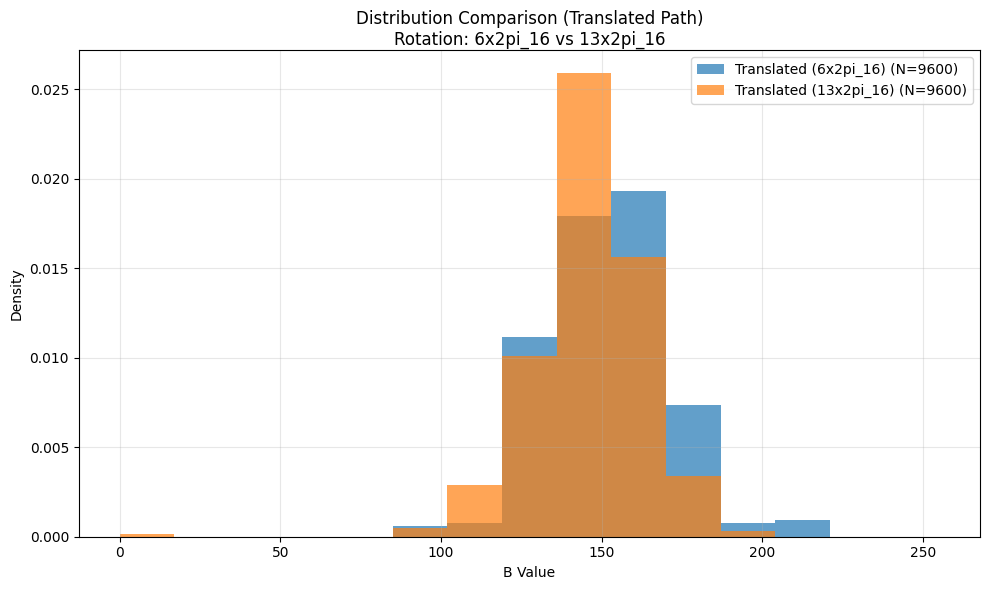 Distribution Comparison (Translated Path)
Rotation: 6x2pi_16 vs 13x2pi_16
Translated (6x2pi_16) (N=9600)
Translated (13x2pi_16) (N=9600)
Density
0.025
0.020
0.015
0.010
0.005
0.000
0 50 100 150 200 250
B Value